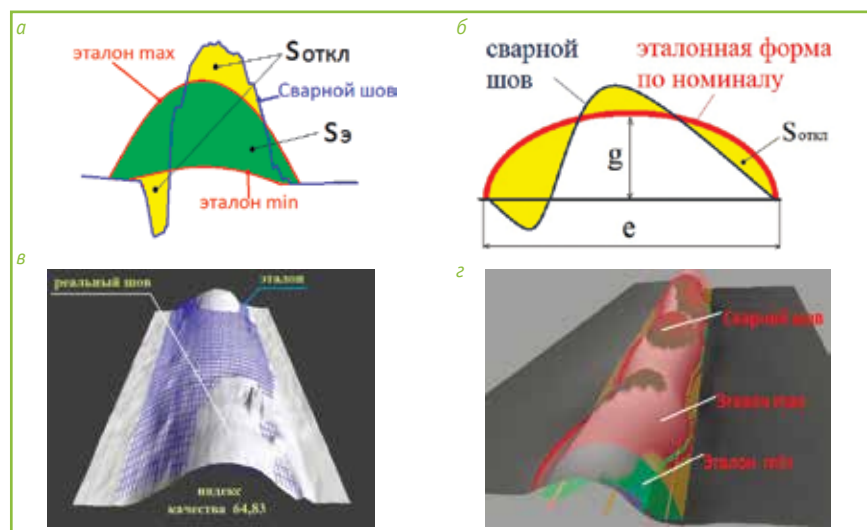 а
эталон max
Sоткл
Сварной шов
Sэ
эталон min
б
сварной
шов
эталонная форма
по номиналу
Sоткл
g
e
в
реальный шов
эталон
индекс
качества 64,83
г
Сварной шов
Эталон max
Эталон min